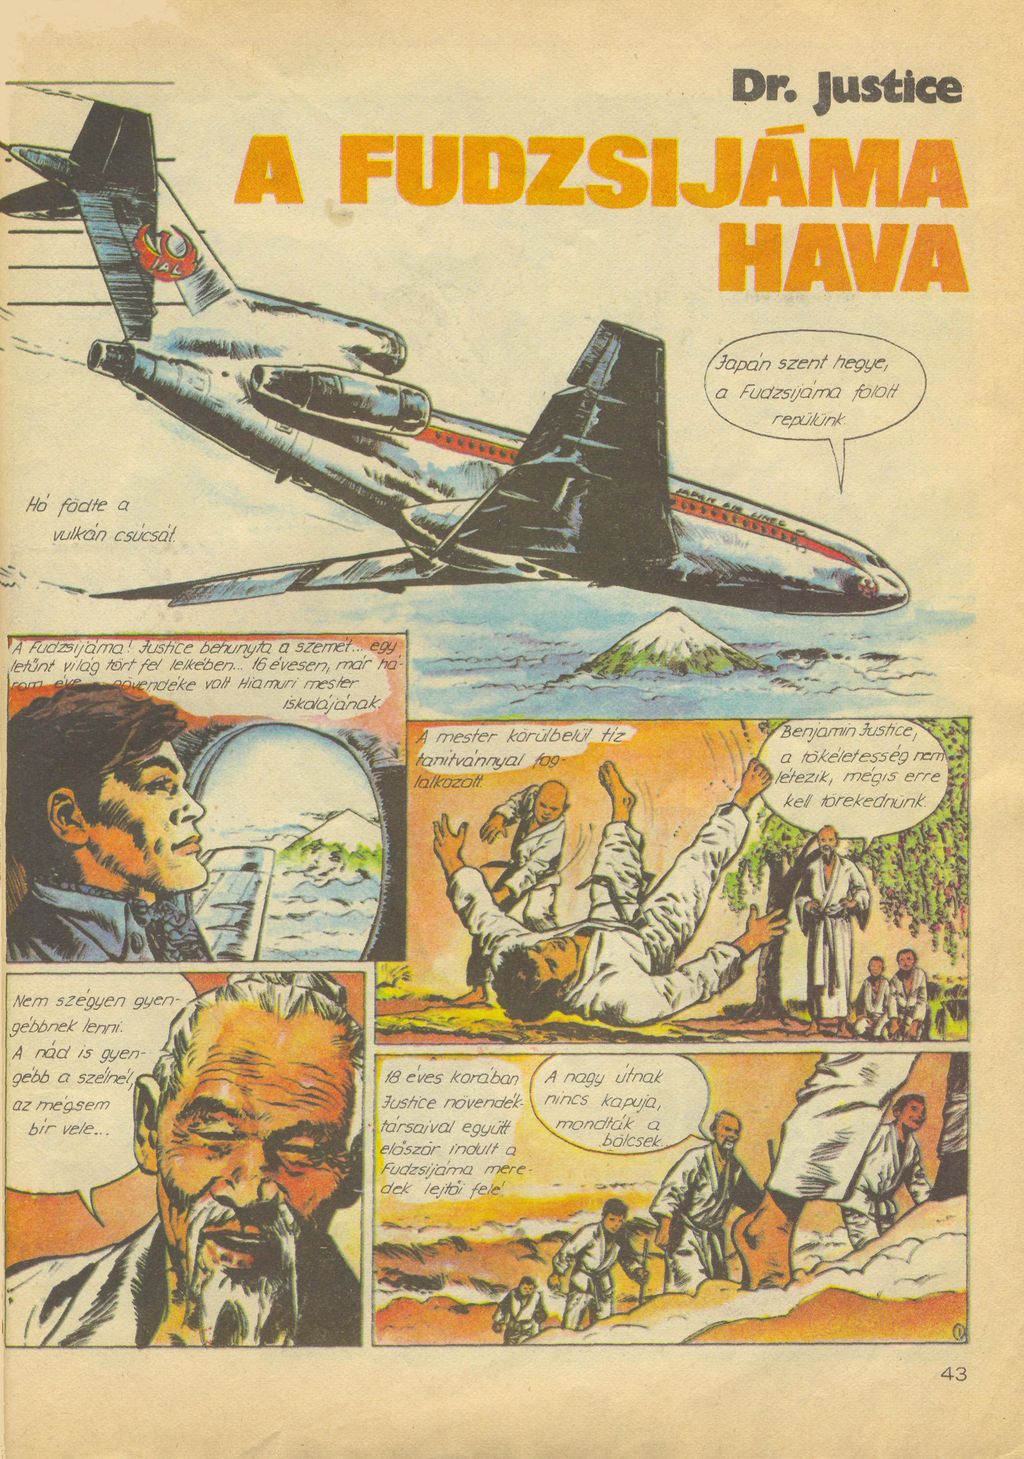 Dr. Justice
A FUDZSIJÁMA
HAVA
JAL
Japán szent hegye,
a Fudzsijáma fölött
repülünk.
Hó födte a
vulkán csúcsát.
JAPAN AIR LINES
A Fudzsijáma! Justice behunyta a szemét... egy
letűnt világ tört fel lelkében... 16 évesen, már há-
rom éve növendéke volt Hiamuri mester
iskolájának.
A mester körülbelül tíz
tanítvánnyal fog-
lalkozott.
Benjamin Justice,
a tökéletesség nem
létezik, mégis erre
kell törekednünk.
Nem szégyen gyen-
gébbnek lenni.
A nád is gyen-
gébb a szélnél,
az mégsem
bír vele...
18 éves korában
Justice növendék-
társaival együtt
először indult a
Fudzsijáma mere-
dek lejtői felé!
A nagy útnak
nincs kapuja,
mondták a
bölcsek.
1
43